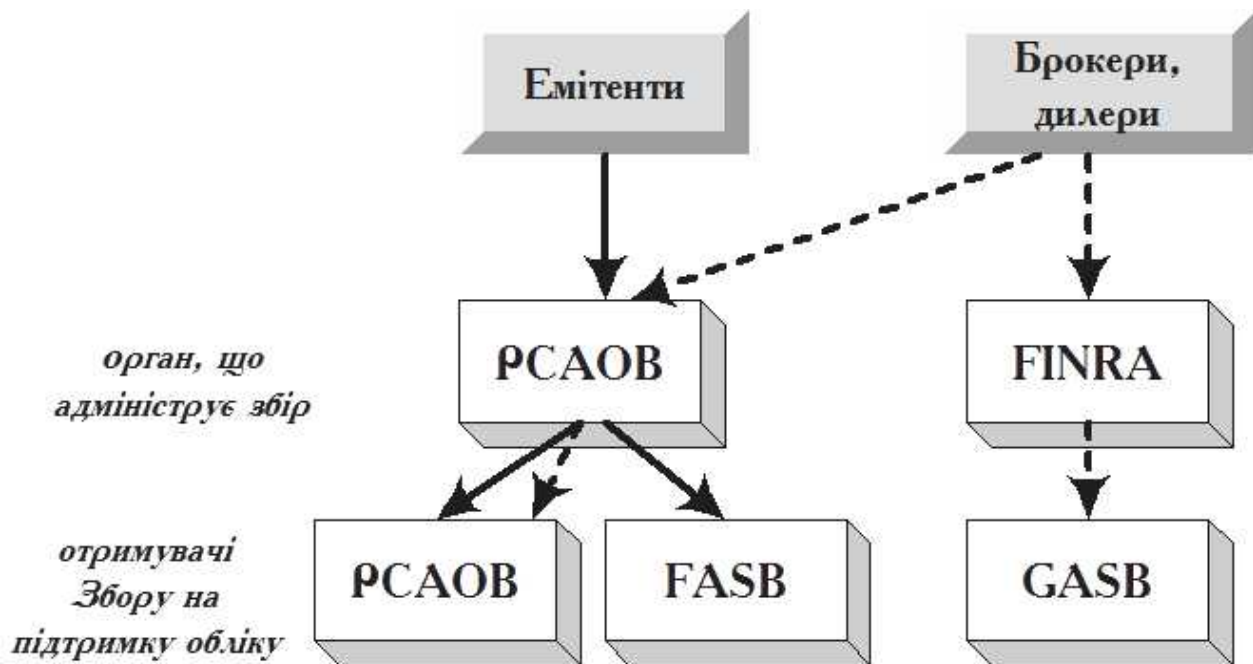 Емітенти
Брокери,
дилери
орган, що
адмініструє збір
PCAOB
FINRA
отримувачі
Збору на
підтримку обліку
PCAOB
FASB
GASB